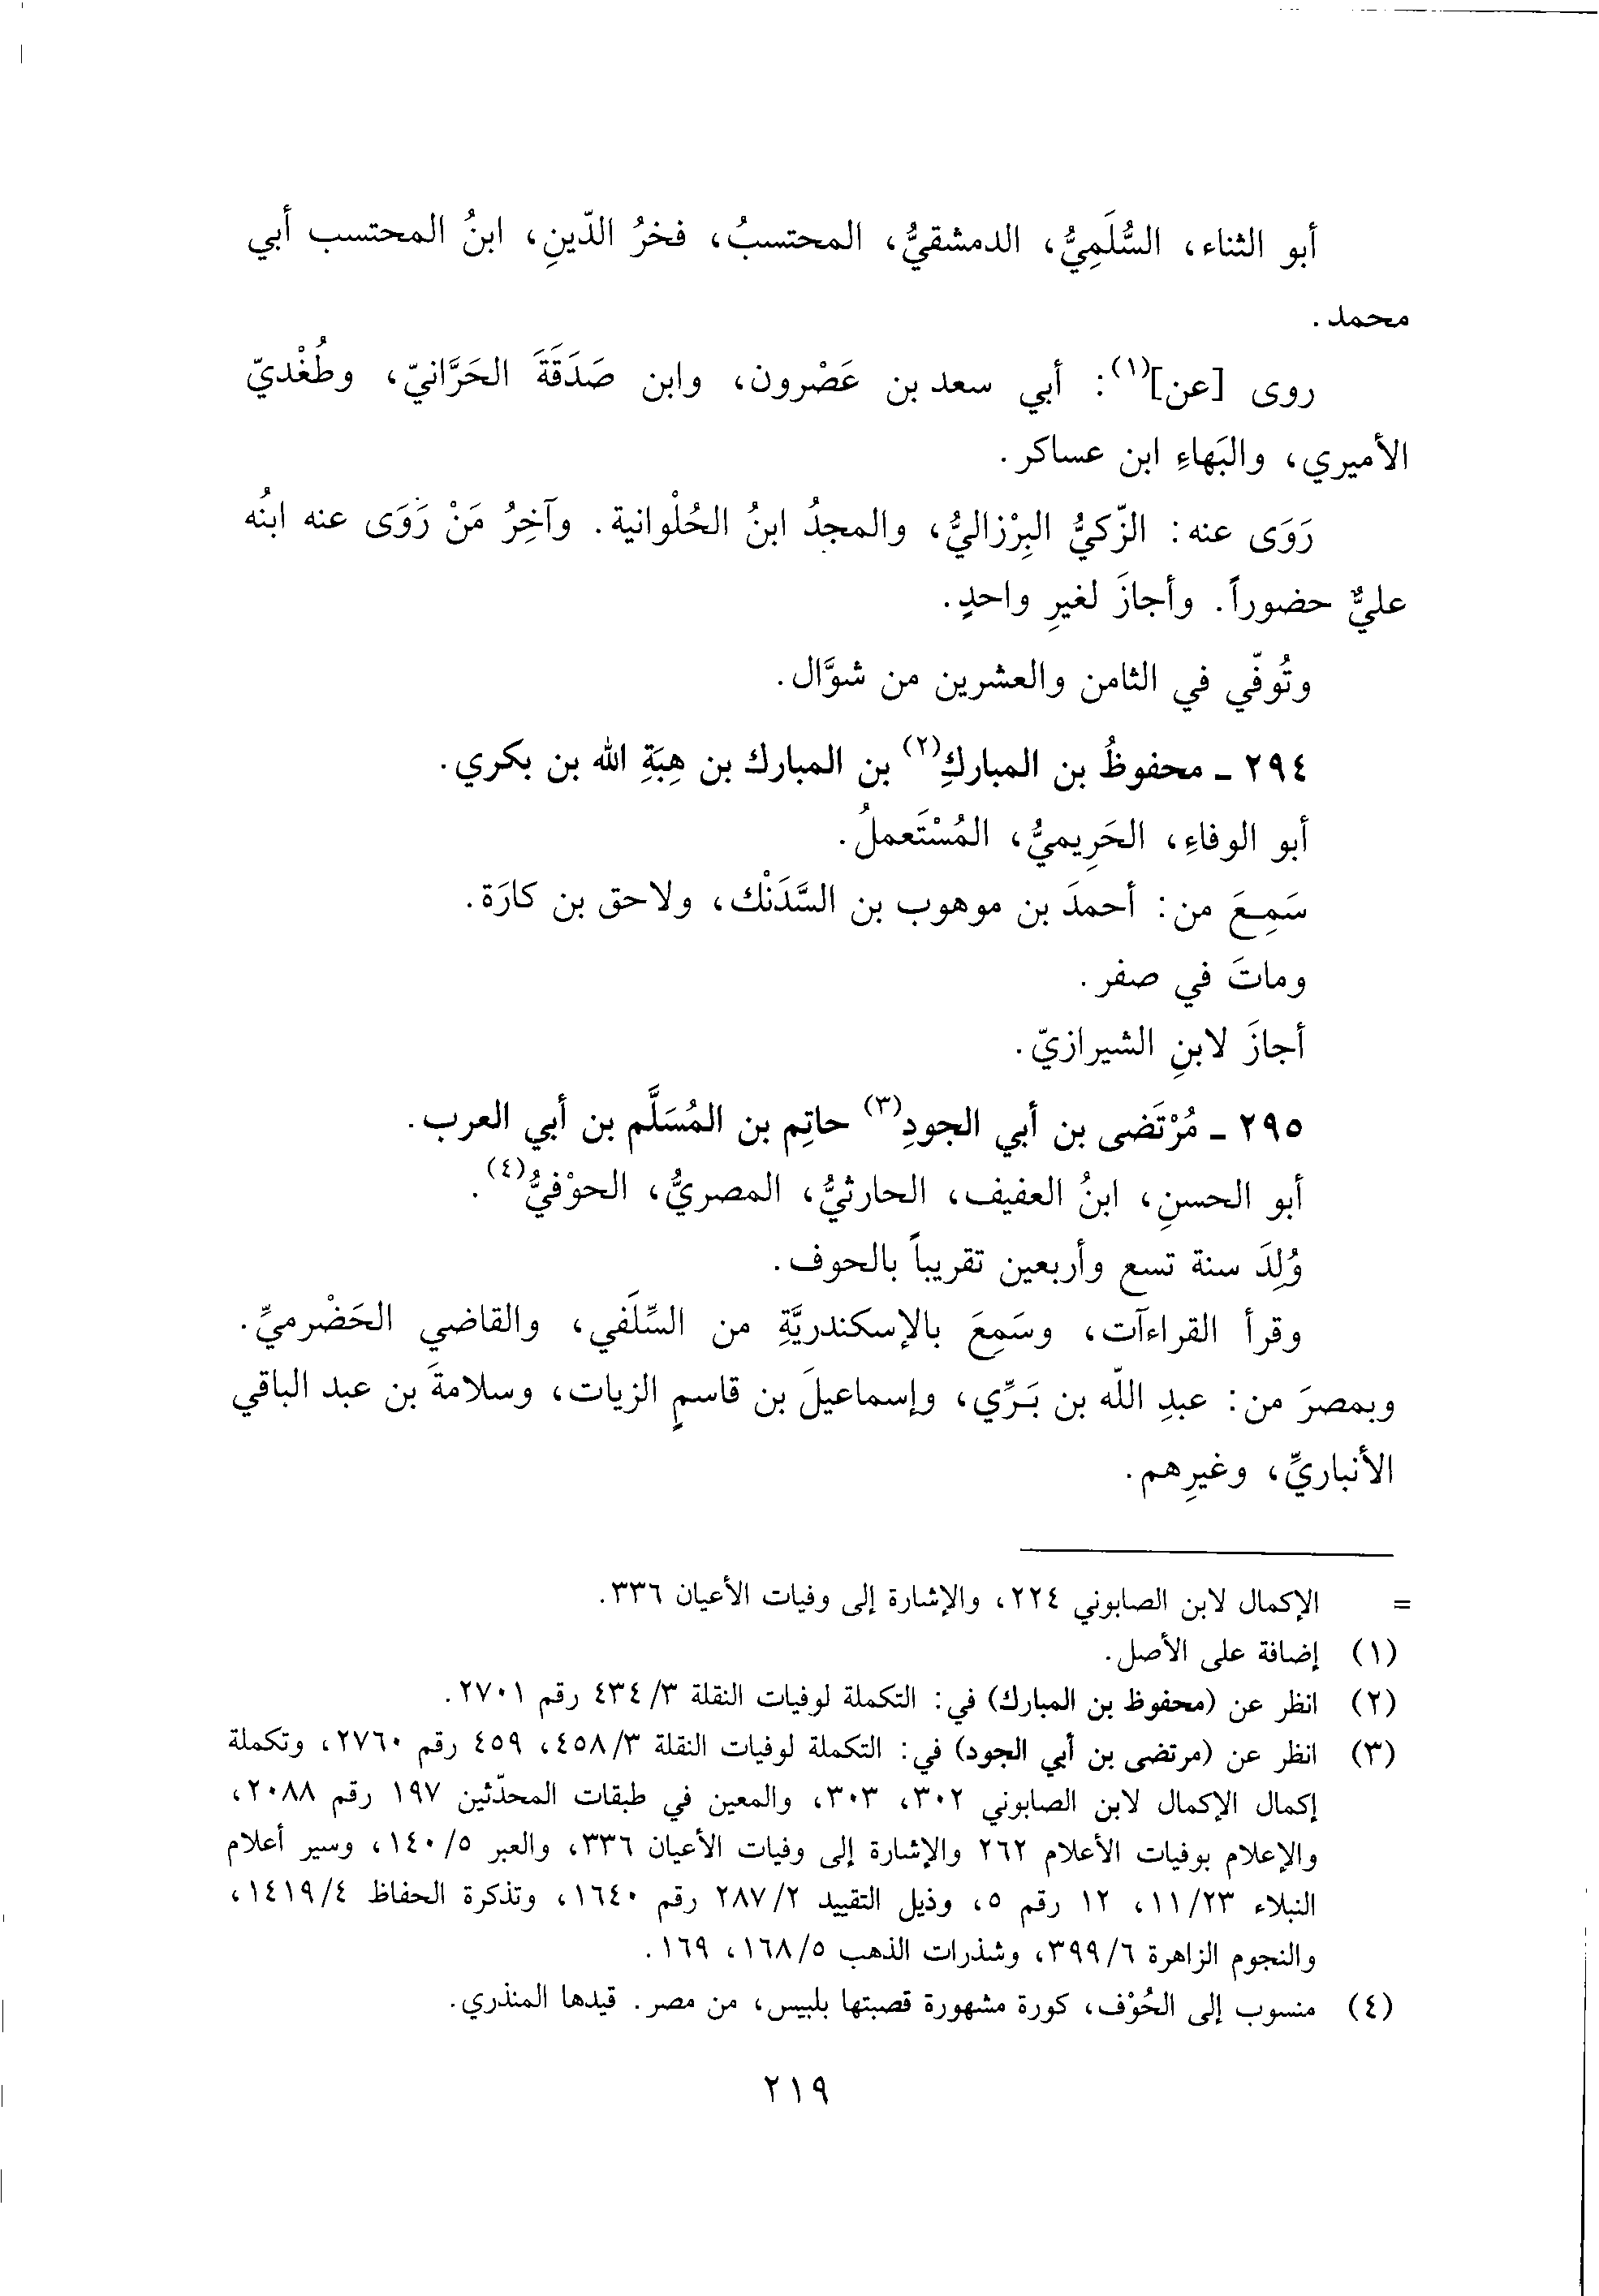 أبو الثناء، السُّلَمِيُّ، الدمشقيُّ، المحتسبُ، فخرُ الدّينِ، ابنُ المحتسب أبي
محمد.
روى [عن]⁽¹⁾: أبي سعد بن عَصْرون، وابن صَدَقَةَ الحَرَّانيّ، وطُغْديّ
الأميري، والبَهاءِ ابن عساكر.
رَوَى عنه: الزّكيُّ البِرْزاليُّ، والمجدُ ابنُ الحُلْوانية. وآخِرُ مَنْ رَوَى عنه ابنُه
عليٌّ حضوراً. وأجازَ لغيرِ واحدٍ.
وتُوفّي في الثامن والعشرين من شوَّال.
٢٩٤ ـ محفوظُ بن المباركِ(٢) بن المبارك بن هِبَةِ الله بن بكري.
أبو الوفاءِ، الحَرِيميُّ، المُسْتَعملُ.
سَمِعَ من: أحمدَ بن موهوب بن السَّدَنْك، ولاحق بن كارَة.
وماتَ في صفر.
أجازَ لابنِ الشيرازيّ.
٢٩٥ ـ مُرْتَضى بن أبي الجودِ(٣) حاتِم بن المُسَلَّم بن أبي العرب.
أبو الحسنِ، ابنُ العفيف، الحارثيُّ، المصريُّ، الحوْفيُّ(٤).
وُلِدَ سنة تسع وأربعين تقريباً بالحوف.
وقرأ القراءآت، وسَمِعَ بالإسكندريَّةِ من السِّلَفي، والقاضي الحَضْرميِّ.
وبمصرَ من: عبدِ اللّه بن بَرِّي، وإسماعيلَ بن قاسمٍ الزيات، وسلامةَ بن عبد الباقي
الأنباريِّ، وغيرِهم.
= الإكمال لابن الصابوني ٢٢٤، والإشارة إلى وفيات الأعيان ٣٣٦.
(١) إضافة على الأصل.
(٢) انظر عن (محفوظ بن المبارك) في: التكملة لوفيات النقلة ٣/ ٤٣٤ رقم ٢٧٠١.
(٣) انظر عن (مرتضى بن أبي الجود) في: التكملة لوفيات النقلة ٣/ ٤٥٨، ٤٥٩ رقم ٢٧٦٠، وتكملة
إكمال الإكمال لابن الصابوني ٣٠٢، ٣٠٣، والمعين في طبقات المحدّثين ١٩٧ رقم ٢٠٨٨،
والإعلام بوفيات الأعلام ٢٦٢ والإشارة إلى وفيات الأعيان ٣٣٦، والعبر ٥/ ١٤٠، وسير أعلام
النبلاء ٢٣/ ١١، ١٢ رقم ٥، وذيل التقييد ٢/ ٢٨٧ رقم ١٦٤٠، وتذكرة الحفاظ ٤/ ١٤١٩،
والنجوم الزاهرة ٦/ ٣٩٩، وشذرات الذهب ٥/ ١٦٨، ١٦٩.
(٤) منسوب إلى الحُوْف، كورة مشهورة قصبتها بلبيس، من مصر. قيدها المنذري.
٢١٩